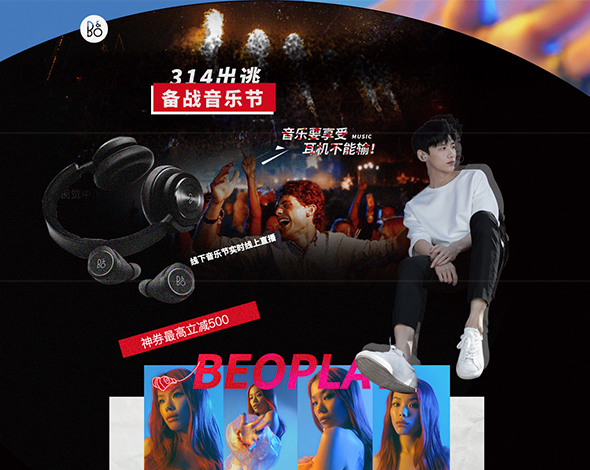 B&O
314出逃
备战音乐节
音乐要享受 MUSIC
耳机不能输!
线下音乐节实时线上直播
B&O
神券最高立减500
BEOPLA